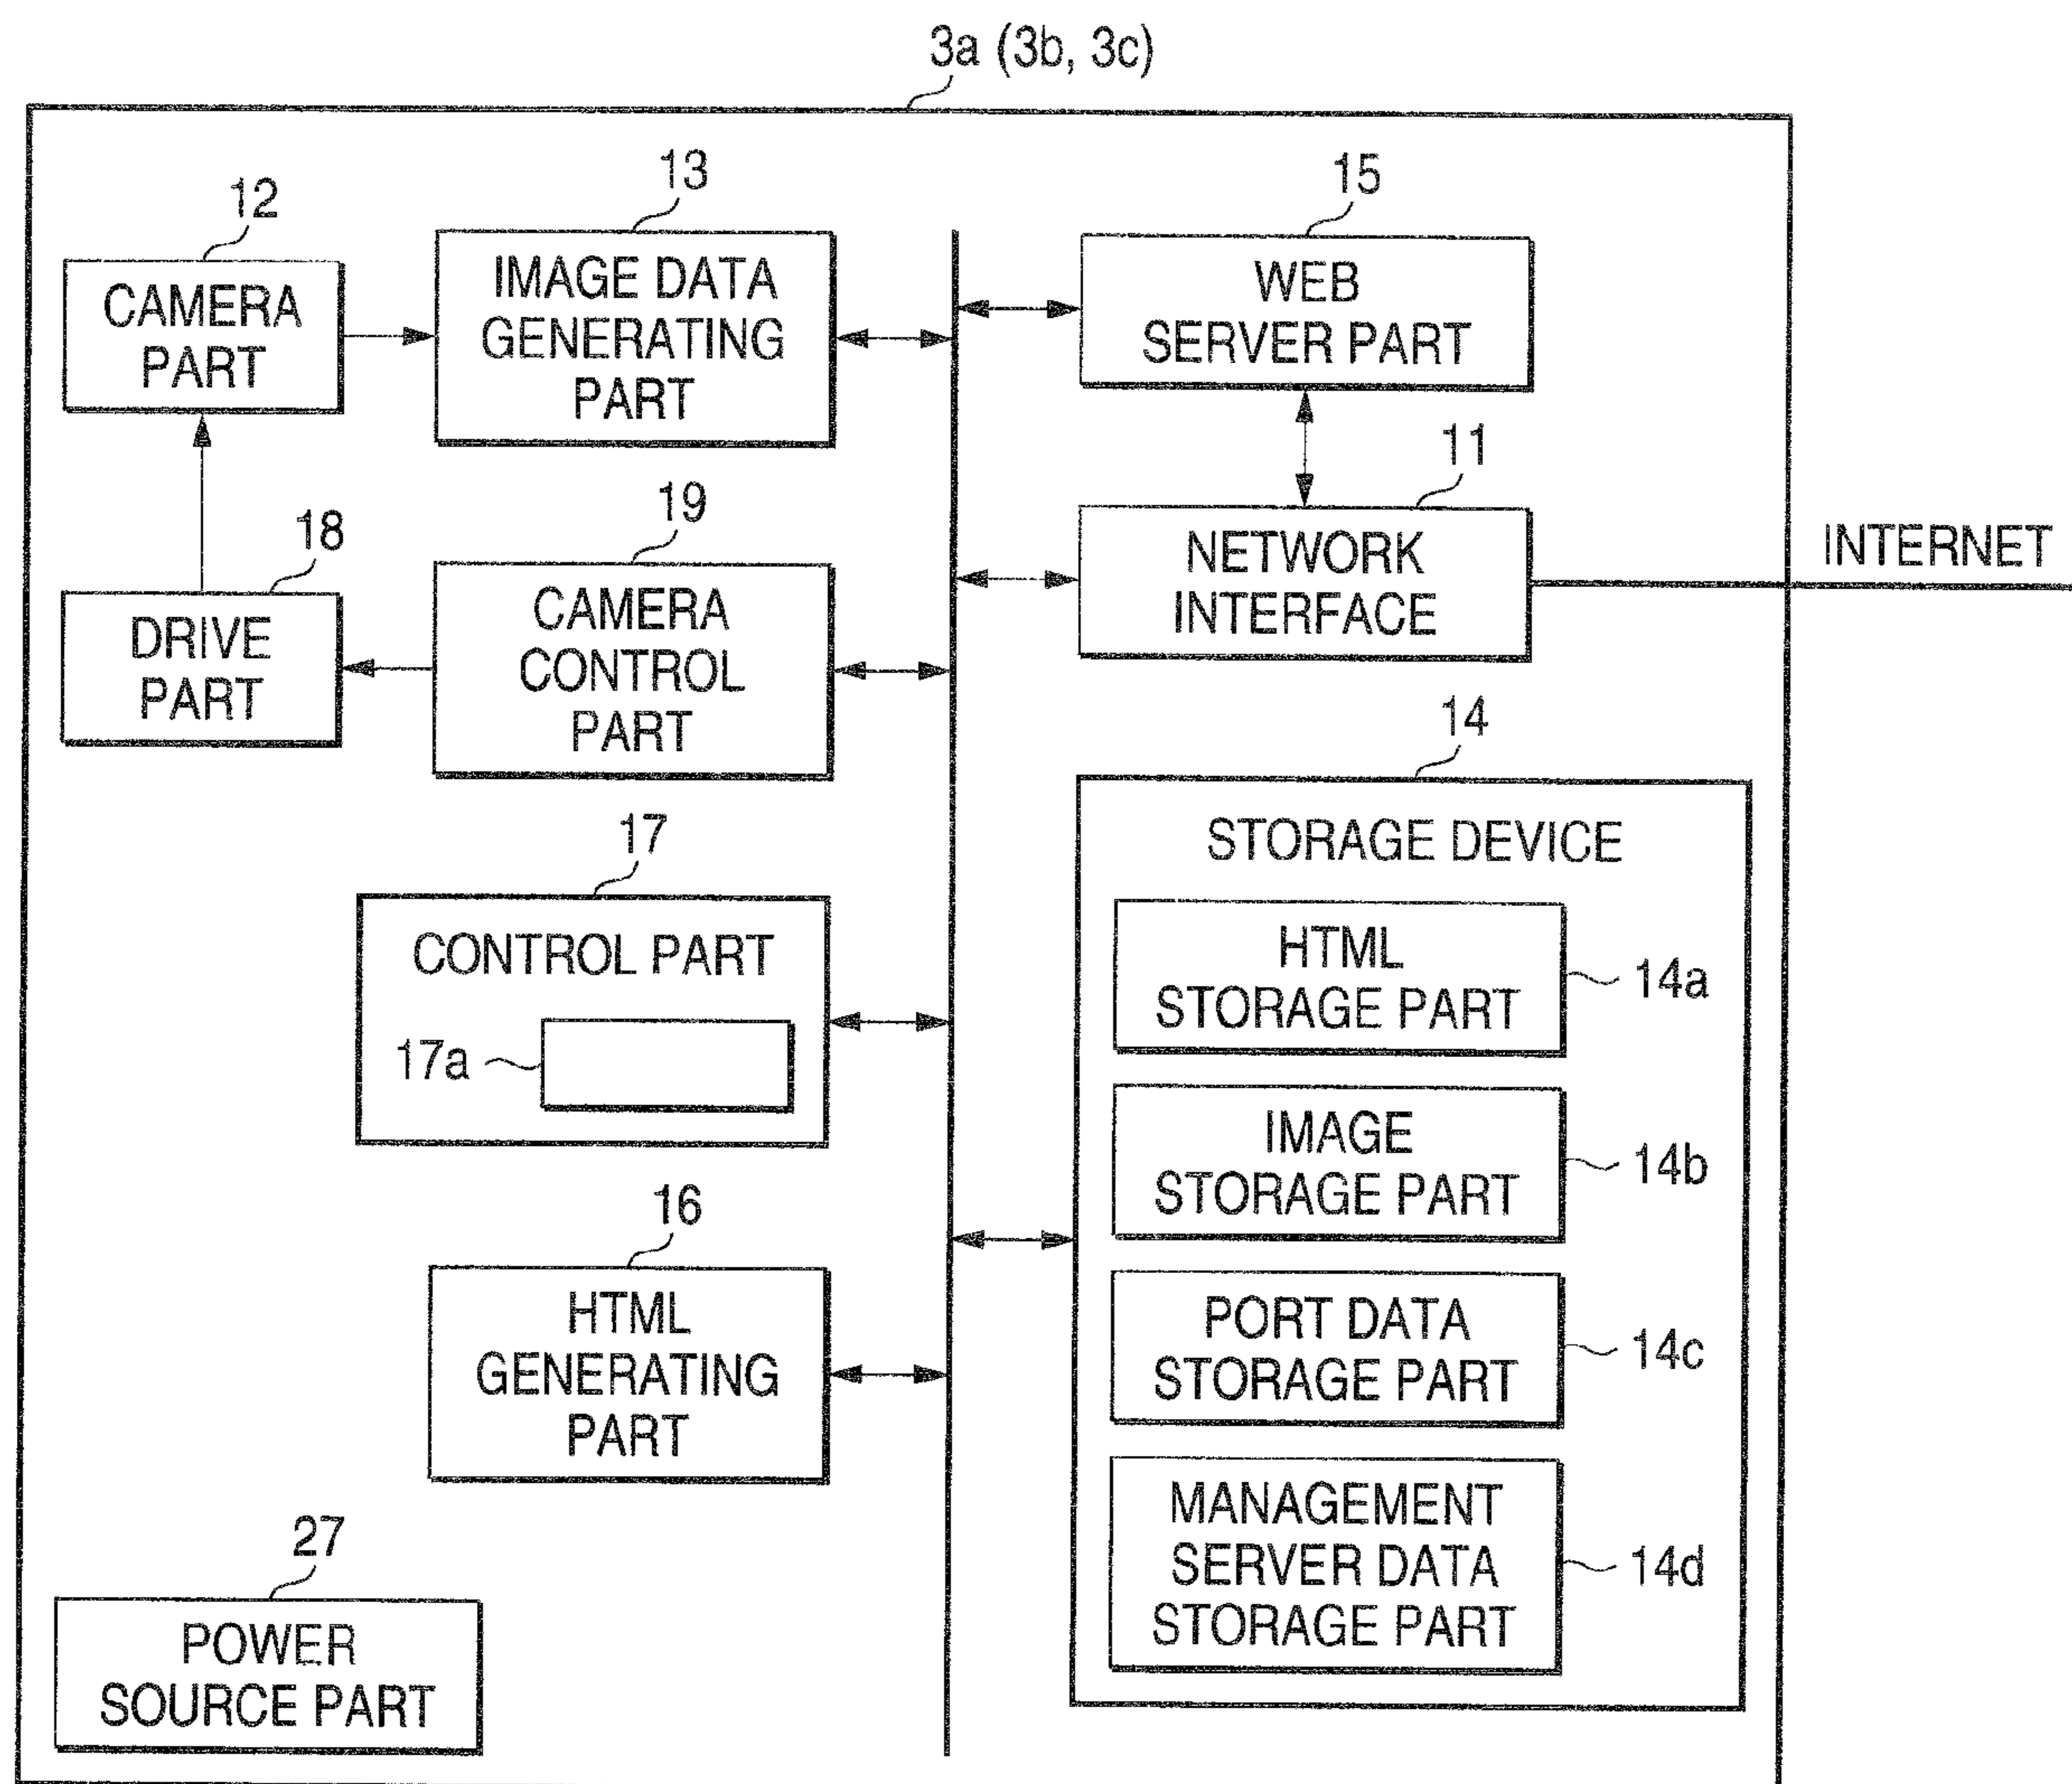 3a (3b, 3c)
12
CAMERA
PART
13
IMAGE DATA
GENERATING
PART
15
WEB
SERVER PART
11
NETWORK
INTERFACE
INTERNET
18
DRIVE
PART
19
CAMERA
CONTROL
PART
17
CONTROL PART
17a
16
HTML
GENERATING
PART
27
POWER
SOURCE PART
14
STORAGE DEVICE
HTML
STORAGE PART
14a
IMAGE
STORAGE PART
14b
PORT DATA
STORAGE PART
14c
MANAGEMENT
SERVER DATA
STORAGE PART
14d